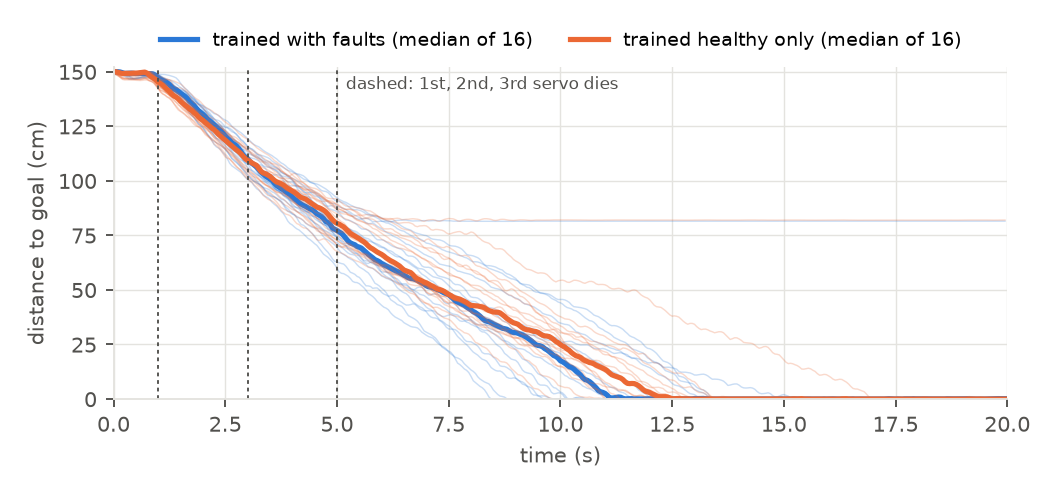 trained with faults (median of 16) trained healthy only (median of 16)
dashed: 1st, 2nd, 3rd servo dies
distance to goal (cm)
150
125
100
75
50
25
0
0.0 2.5 5.0 7.5 10.0 12.5 15.0 17.5 20.0
time (s)